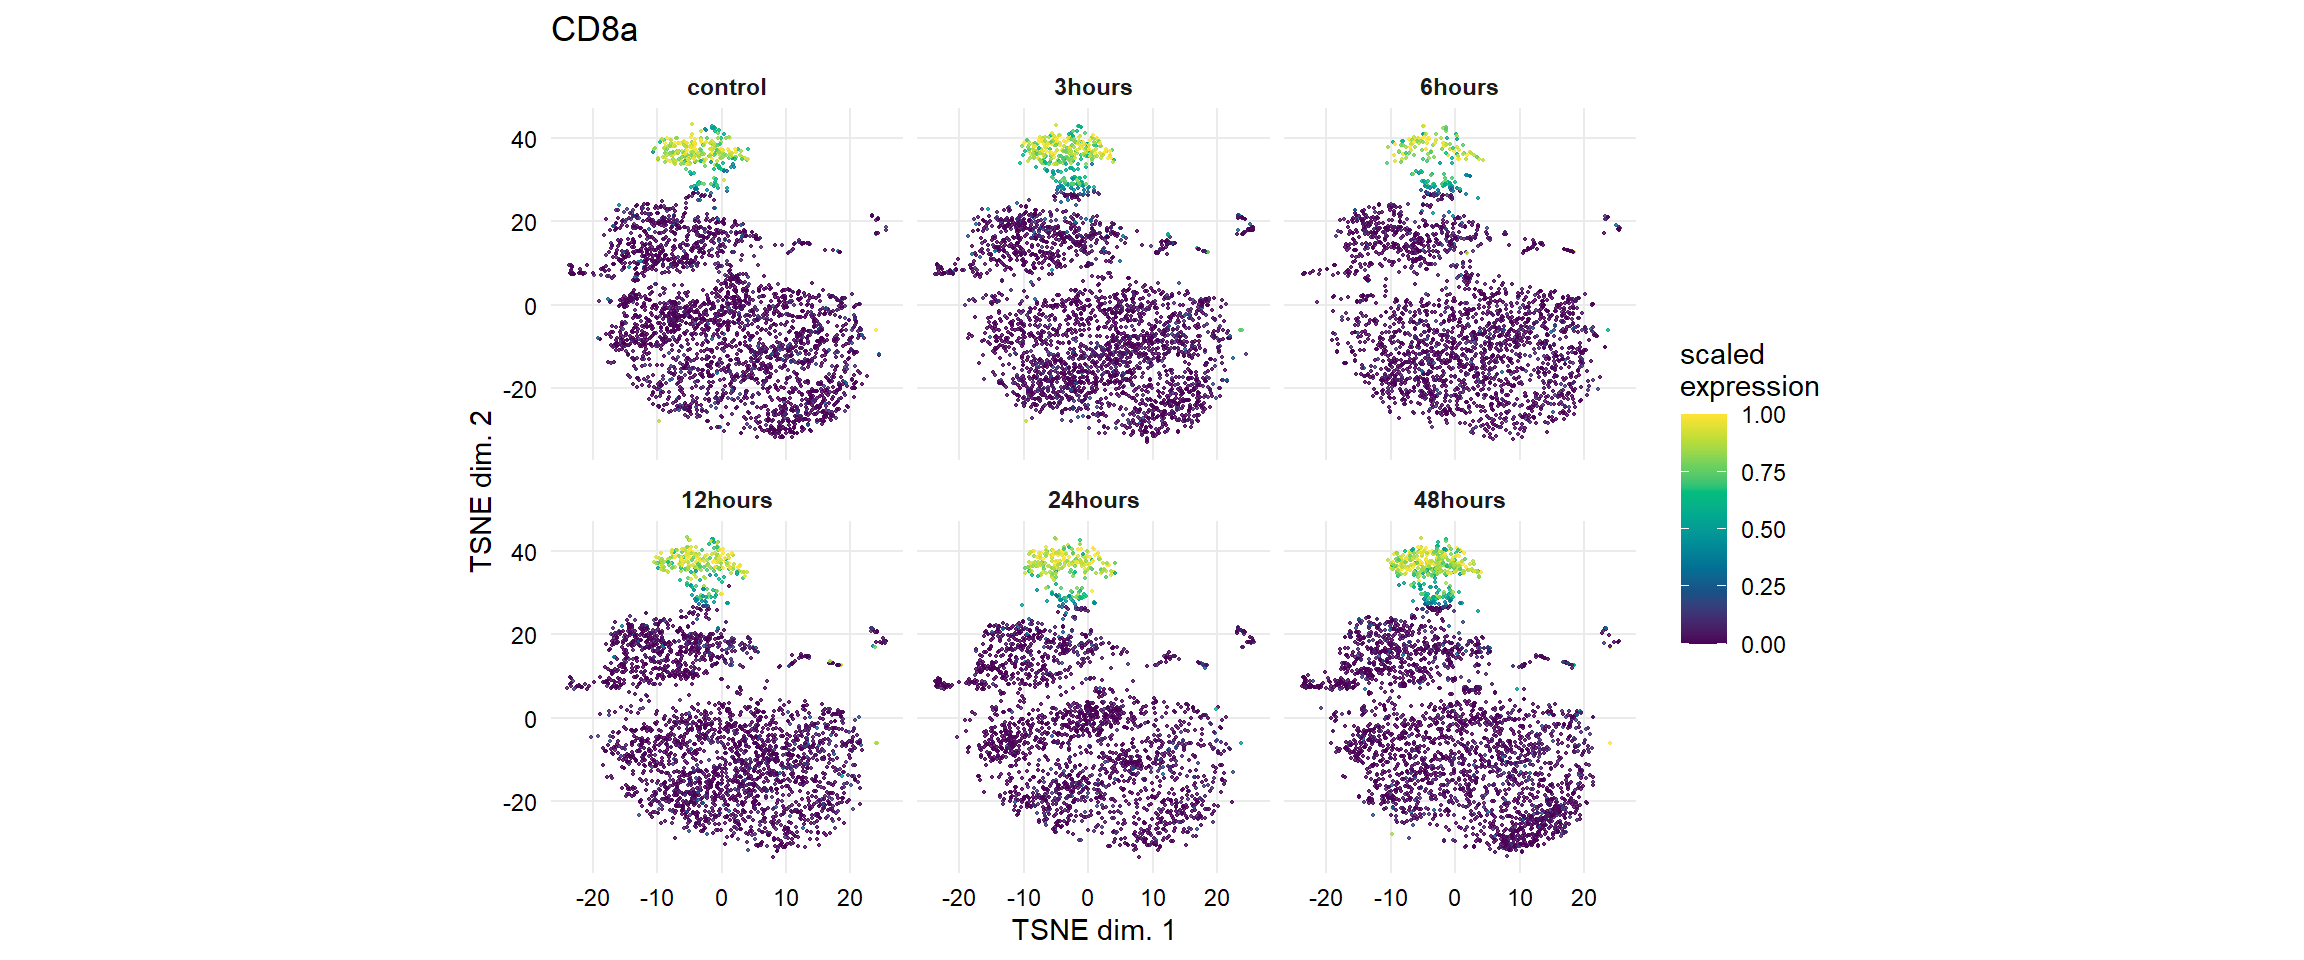 CD8a
control
3hours
6hours
40
20
0
-20
12hours
24hours
48hours
40
20
0
-20
-20 -10 0 10 20
-20 -10 0 10 20
-20 -10 0 10 20
TSNE dim. 1
TSNE dim. 2
scaled
expression
1.00
0.75
0.50
0.25
0.00